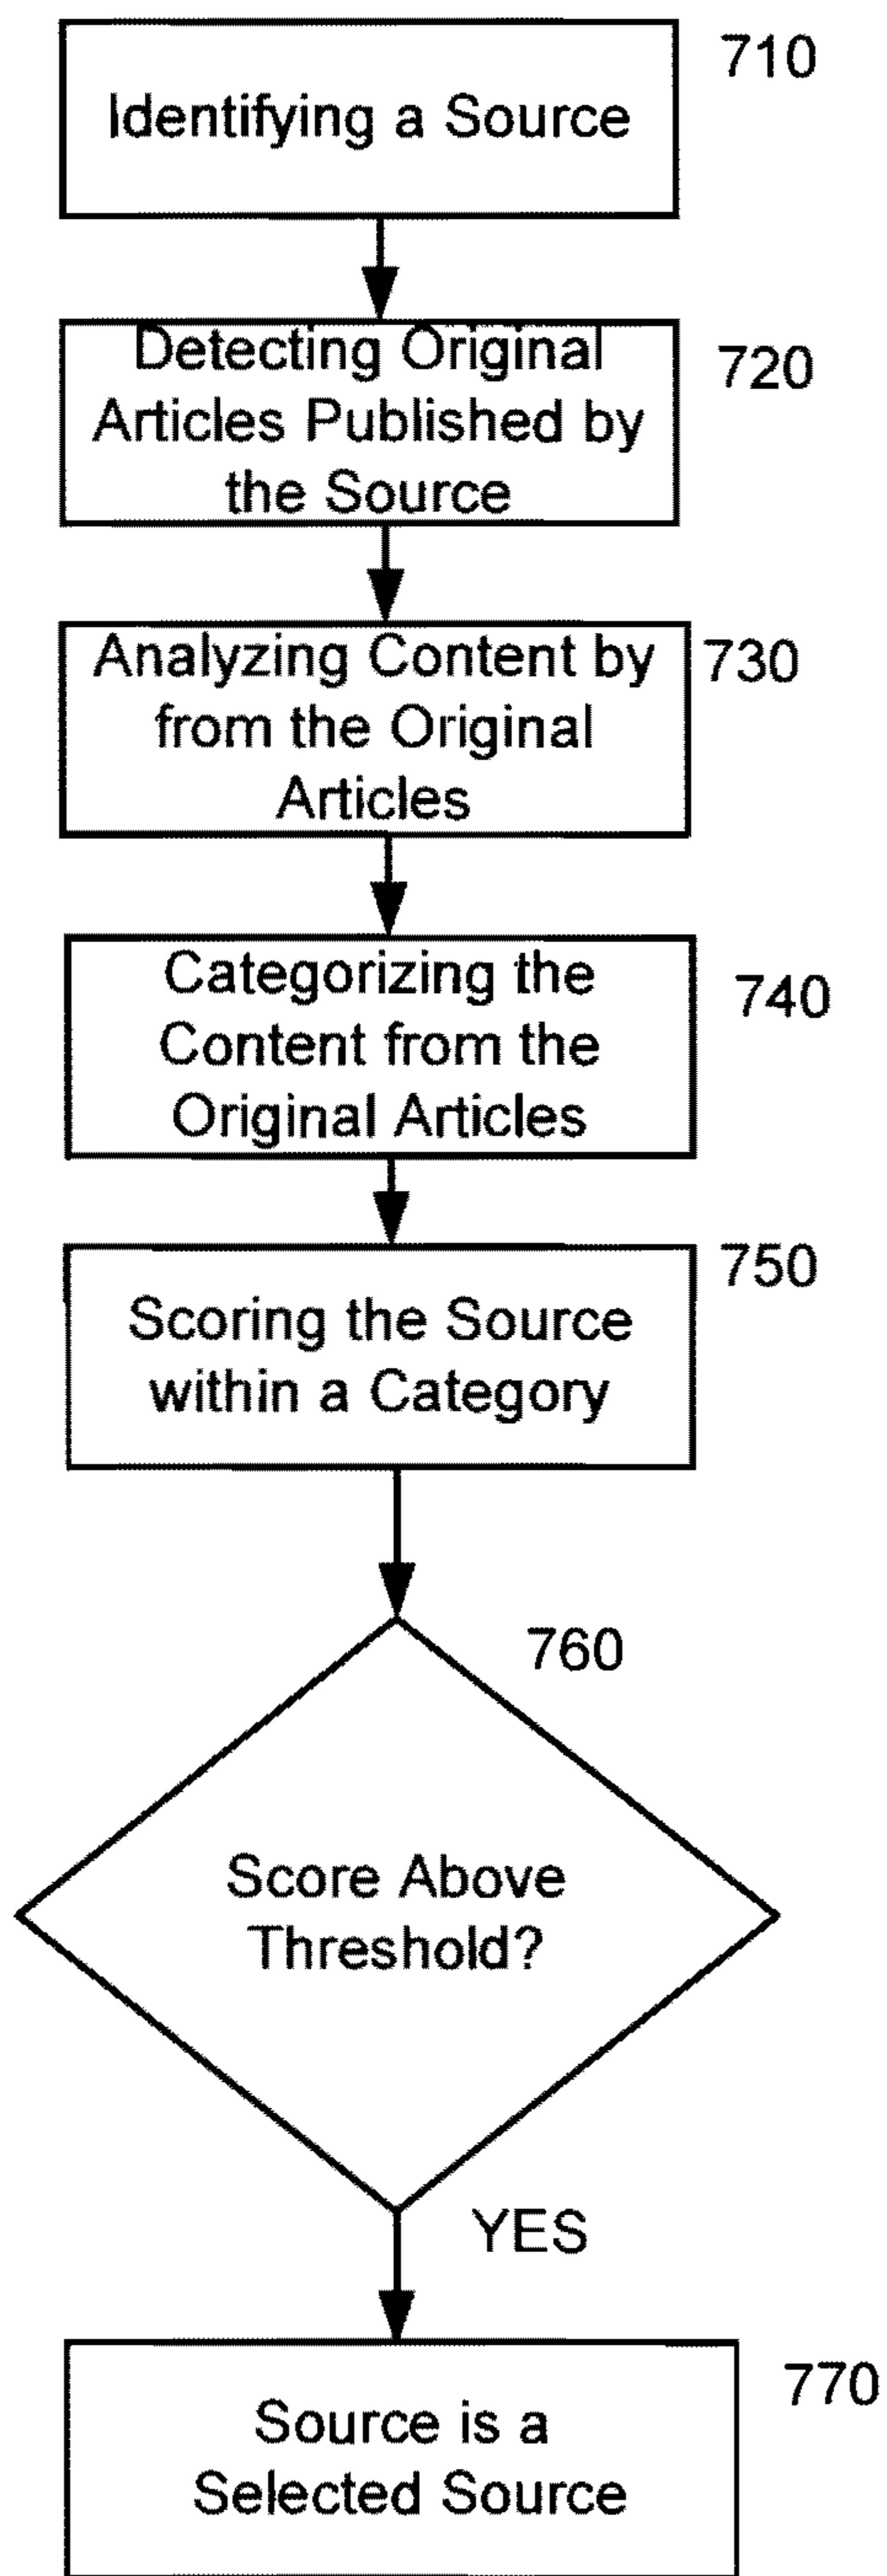 710
Identifying a Source
720
Detecting Original
Articles Published by
the Source
730
Analyzing Content by
from the Original
Articles
740
Categorizing the
Content from the
Original Articles
750
Scoring the Source
within a Category
760
Score Above
Threshold?
YES
770
Source is a
Selected Source